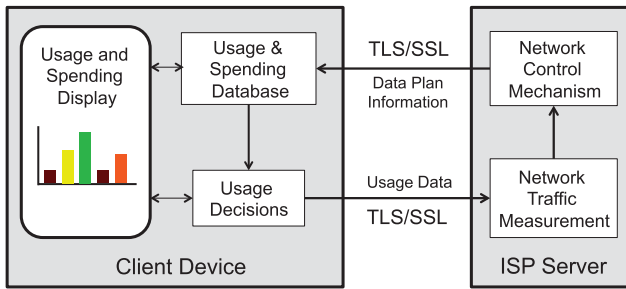 Usage and
Spending
Display
Usage &
Spending
Database
Usage
Decisions
Client Device
TLS/SSL
Data Plan
Information
Usage Data
TLS/SSL
Network
Control
Mechanism
Network
Traffic
Measurement
ISP Server